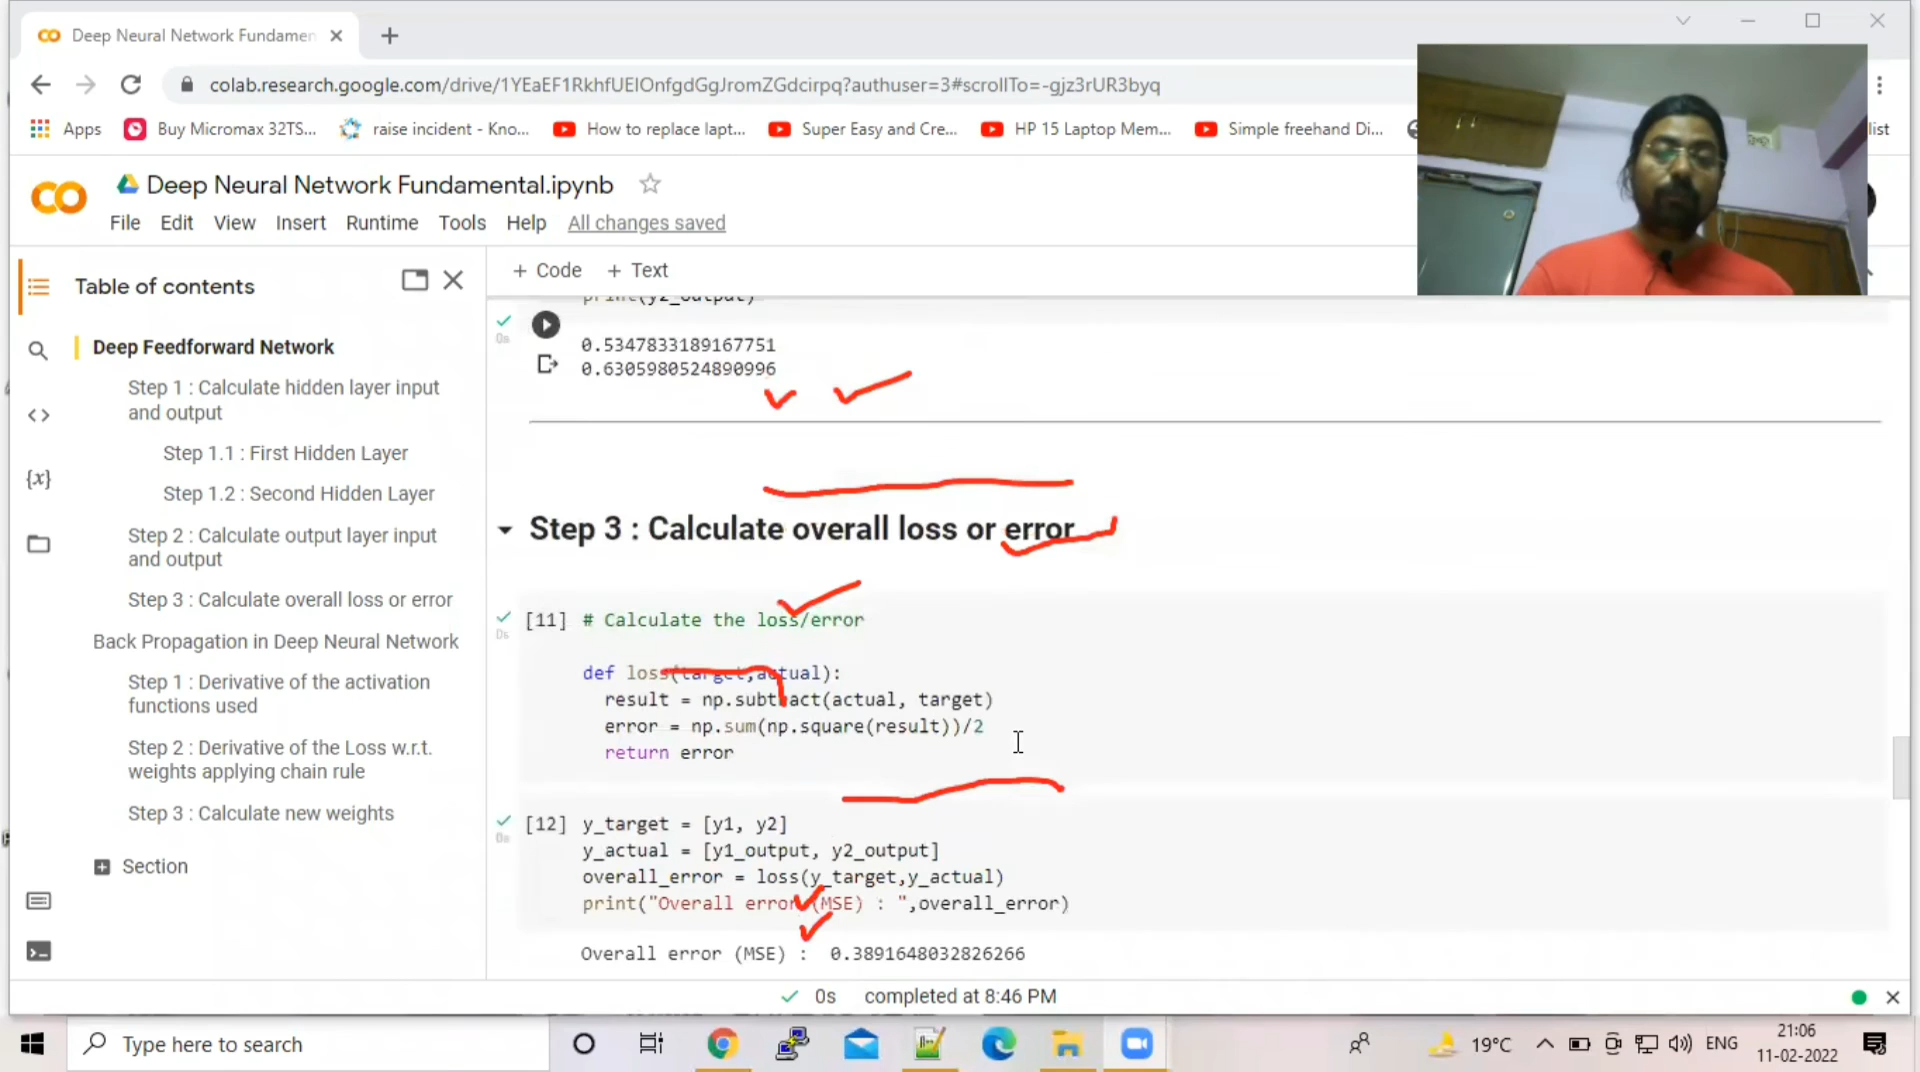 Deep Neural Network Fundamen
colab.research.google.com/drive/1YEaEF1RkhfUEIOnfgdGgJromZGdcirpq?authuser=3#scrollTo=-gjz3rUR3byq
Apps
Buy Micromax 32TS...
raise incident - Kno...
How to replace lapt...
Super Easy and Cre...
HP 15 Laptop Mem...
Simple freehand Di...
list
Deep Neural Network Fundamental.ipynb
File Edit View Insert Runtime Tools Help All changes saved
Table of contents
Deep Feedforward Network
Step 1 : Calculate hidden layer input
and output
Step 1.1 : First Hidden Layer
Step 1.2 : Second Hidden Layer
Step 2 : Calculate output layer input
and output
Step 3 : Calculate overall loss or error
Back Propagation in Deep Neural Network
Step 1 : Derivative of the activation
functions used
Step 2 : Derivative of the Loss w.r.t.
weights applying chain rule
Step 3 : Calculate new weights
Section
+ Code + Text
print(y2_output)
0s
0.5347833189167751
0.6305980524890996
Step 3 : Calculate overall loss or error
0s
[11] # Calculate the loss/error
def loss(target,actual):
result = np.subtract(actual, target)
error = np.sum(np.square(result))/2
return error
0s
[12] y_target = [y1, y2]
y_actual = [y1_output, y2_output]
overall_error = loss(y_target,y_actual)
print("Overall error (MSE) : ",overall_error)
Overall error (MSE) : 0.3891648032826266
0s completed at 8:46 PM
Type here to search
19°C
ENG
21:06
11-02-2022